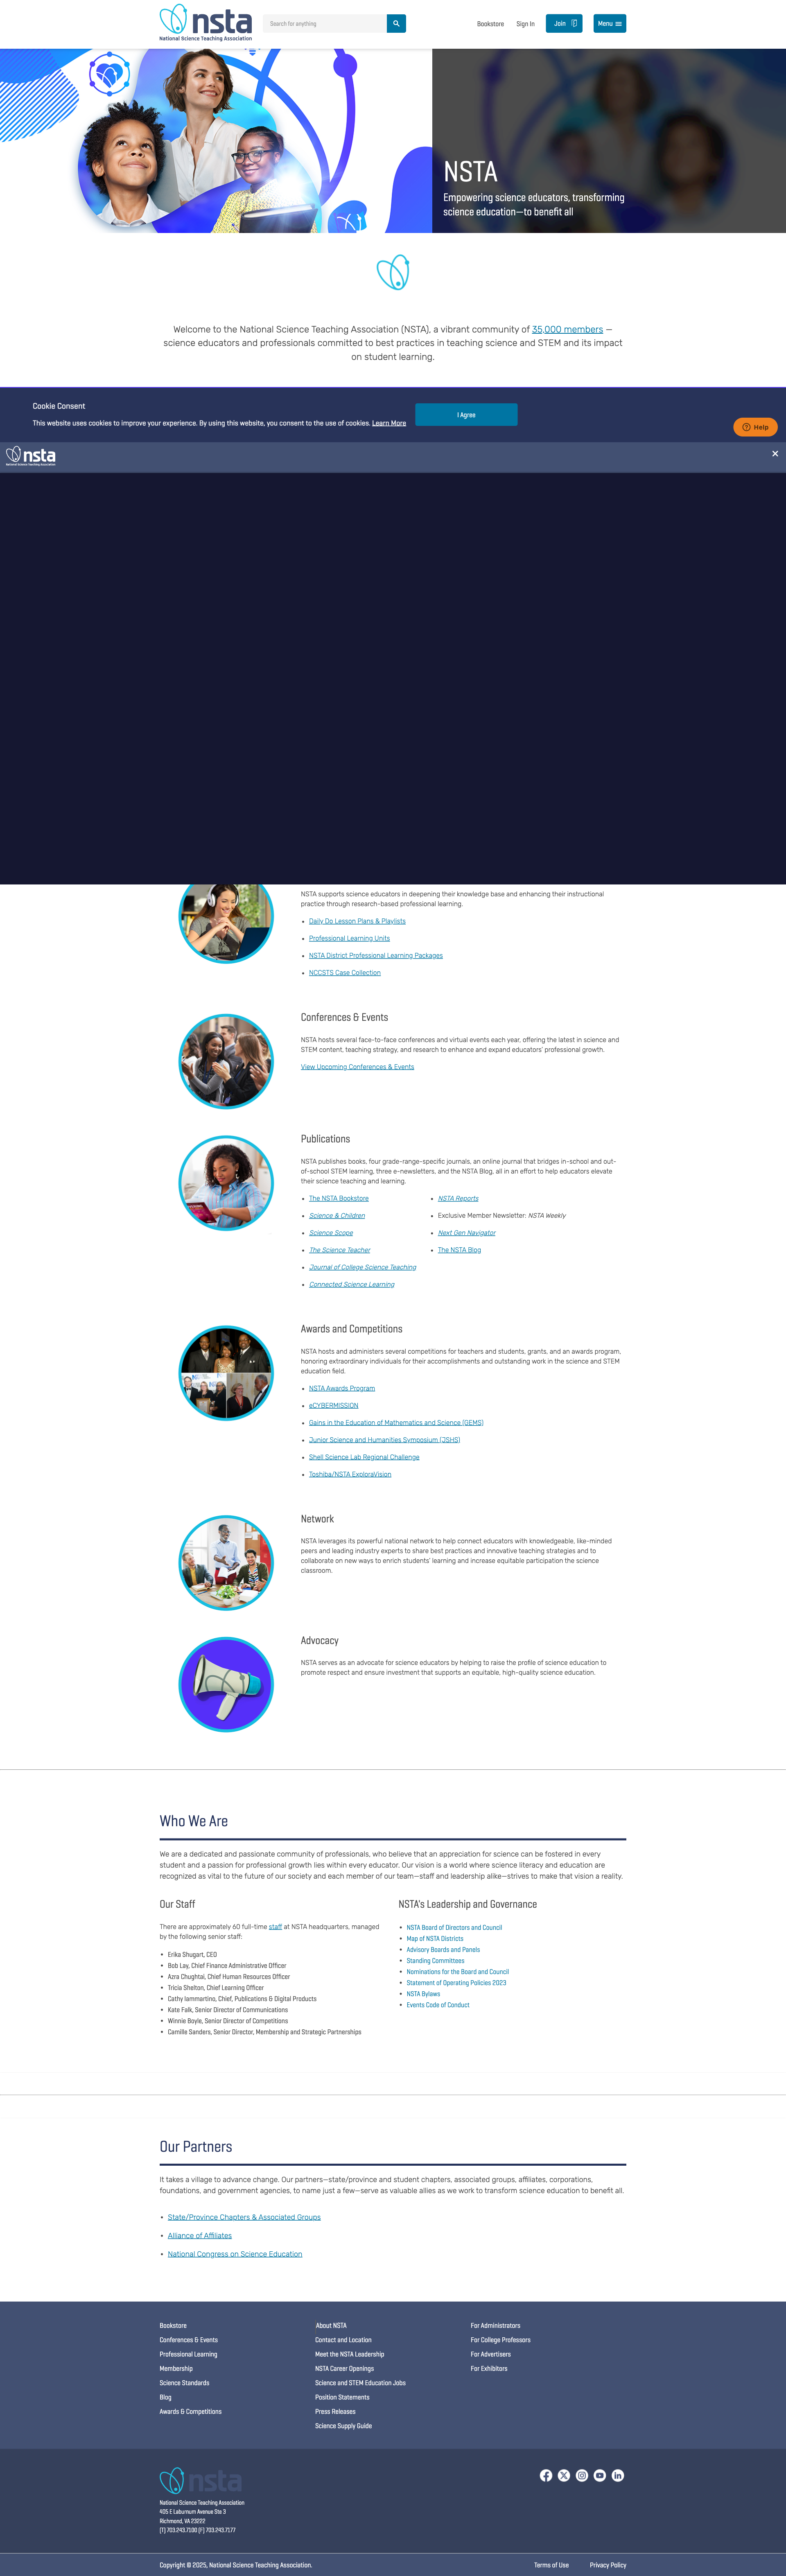 nsta
National Science Teaching Association
Search for anything
Bookstore
Sign In
Join
Menu
NSTA
Empowering science educators, transforming
science education—to benefit all
Welcome to the National Science Teaching Association (NSTA), a vibrant community of 35,000 members —
science educators and professionals committed to best practices in teaching science and STEM and its impact
on student learning.
Cookie Consent
This website uses cookies to improve your experience. By using this website, you consent to the use of cookies. Learn More
I Agree
Help
nsta
National Science Teaching Association
NSTA supports science educators in deepening their knowledge base and enhancing their instructional
practice through research-based professional learning.
Daily Do Lesson Plans & Playlists
Professional Learning Units
NSTA District Professional Learning Packages
NCCSTS Case Collection
Conferences & Events
NSTA hosts several face-to-face conferences and virtual events each year, offering the latest in science and
STEM content, teaching strategy, and research to enhance and expand educators' professional growth.
View Upcoming Conferences & Events
Publications
NSTA publishes books, four grade-range-specific journals, an online journal that bridges in-school and out-
of-school STEM learning, three e-newsletters, and the NSTA Blog, all in an effort to help educators elevate
their science teaching and learning.
The NSTA Bookstore
Science & Children
Science Scope
The Science Teacher
Journal of College Science Teaching
Connected Science Learning
NSTA Reports
Exclusive Member Newsletter: NSTA Weekly
Next Gen Navigator
The NSTA Blog
Awards and Competitions
NSTA hosts and administers several competitions for teachers and students, grants, and an awards program,
honoring extraordinary individuals for their accomplishments and outstanding work in the science and STEM
education field.
NSTA Awards Program
eCYBERMISSION
Gains in the Education of Mathematics and Science (GEMS)
Junior Science and Humanities Symposium (JSHS)
Shell Science Lab Regional Challenge
Toshiba/NSTA ExploraVision
Network
NSTA leverages its powerful national network to help connect educators with knowledgeable, like-minded
peers and leading industry experts to share best practices and innovative teaching strategies and to
collaborate on new ways to enrich students' learning and increase equitable participation the science
classroom.
Advocacy
NSTA serves as an advocate for science educators by helping to raise the profile of science education to
promote respect and ensure investment that supports an equitable, high-quality science education.
Who We Are
We are a dedicated and passionate community of professionals, who believe that an appreciation for science can be fostered in every
student and a passion for professional growth lies within every educator. Our vision is a world where science literacy and education are
recognized as vital to the future of our society and each member of our team—staff and leadership alike—strives to make that vision a reality.
Our Staff
There are approximately 60 full-time staff at NSTA headquarters, managed
by the following senior staff:
Erika Shugart, CEO
Bob Lay, Chief Finance Administrative Officer
Azra Chughtai, Chief Human Resources Officer
Tricia Shelton, Chief Learning Officer
Cathy Iammartino, Chief, Publications & Digital Products
Kate Falk, Senior Director of Communications
Winnie Boyle, Senior Director of Competitions
Camille Sanders, Senior Director, Membership and Strategic Partnerships
NSTA's Leadership and Governance
NSTA Board of Directors and Council
Map of NSTA Districts
Advisory Boards and Panels
Standing Committees
Nominations for the Board and Council
Statement of Operating Policies 2023
NSTA Bylaws
Events Code of Conduct
Our Partners
It takes a village to advance change. Our partners—state/province and student chapters, associated groups, affiliates, corporations,
foundations, and government agencies, to name just a few—serve as valuable allies as we work to transform science education to benefit all.
State/Province Chapters & Associated Groups
Alliance of Affiliates
National Congress on Science Education
Bookstore
Conferences & Events
Professional Learning
Membership
Science Standards
Blog
Awards & Competitions
About NSTA
Contact and Location
Meet the NSTA Leadership
NSTA Career Openings
Science and STEM Education Jobs
Position Statements
Press Releases
Science Supply Guide
For Administrators
For College Professors
For Advertisers
For Exhibitors
nsta
National Science Teaching Association
405 E Laburnum Avenue Ste 3
Richmond, VA 23222
(T) 703.243.7100 (F) 703.243.7177
Copyright © 2025, National Science Teaching Association.
Terms of Use
Privacy Policy